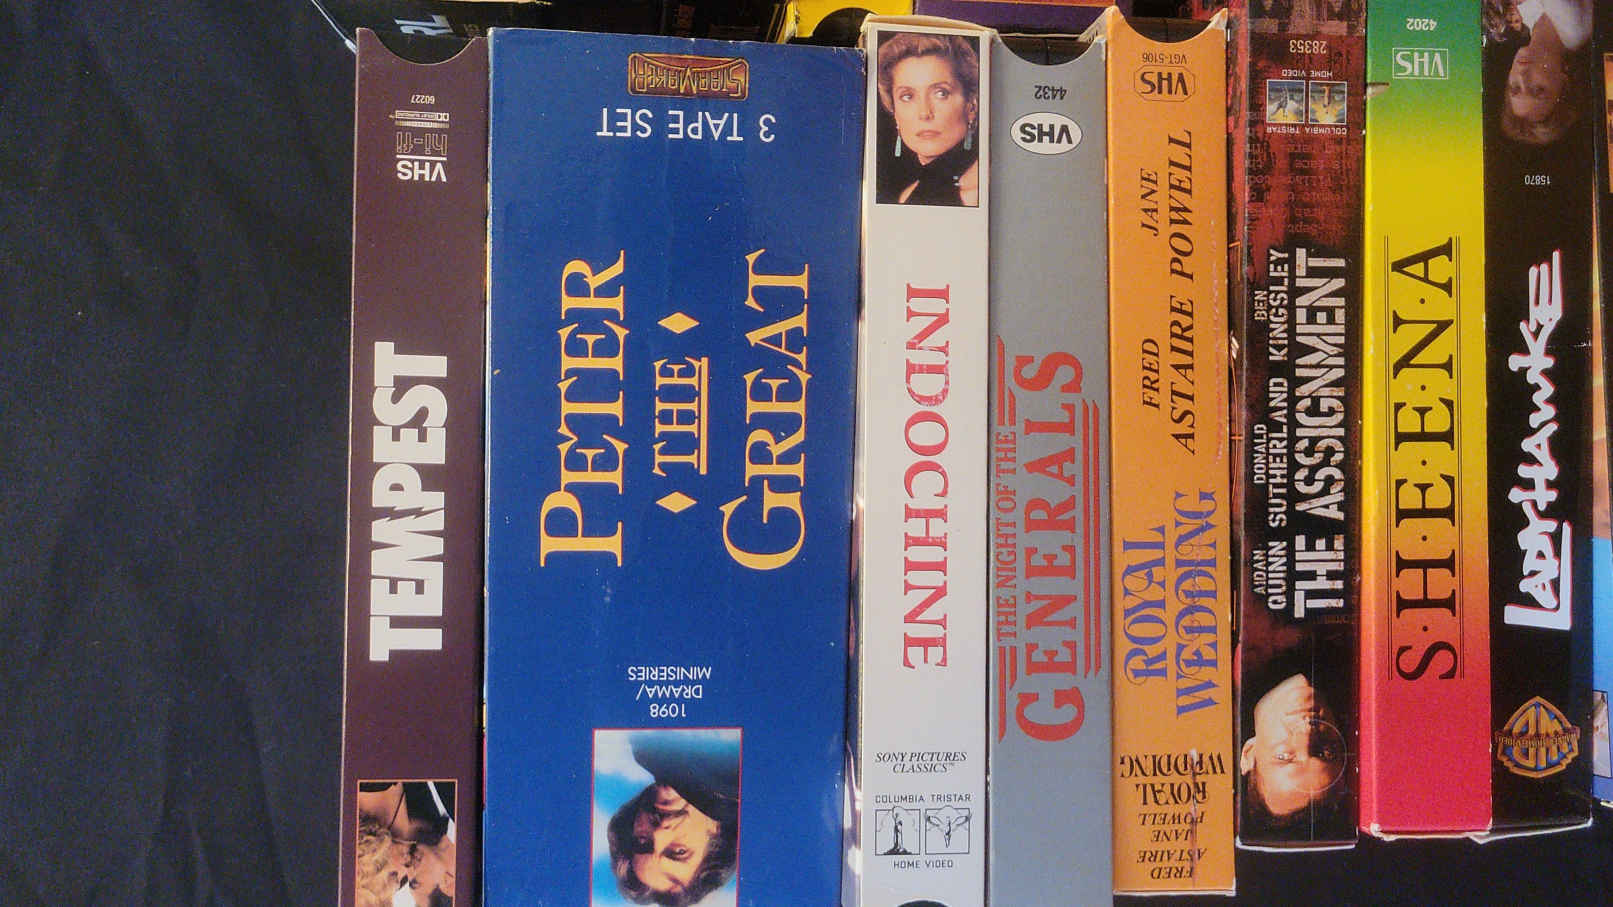 RL
TEMPEST
VHS
hi-fi
60227
STARMAKER
3 TAPE SET
PETER
THE
GREAT
1098
DRAMA/
MINISERIES
INDOCHINE
SONY PICTURES
CLASSICS™
COLUMBIA TRISTAR
HOME VIDEO
4432
VHS
THE NIGHT OF THE
GENERALS
VGT-5106
VHS
FRED JANE
ASTAIRE POWELL
ROYAL
WEDDING
FRED
ASTAIRE
JANE
POWELL
ROYAL
WEDDING
28353
COLUMBIA TRISTAR
HOME VIDEO
AIDAN DONALD BEN
QUINN SUTHERLAND KINGSLEY
THE ASSIGNMENT
4202
VHS
S·H·E·E·N·A
15870
LADYHAWKE